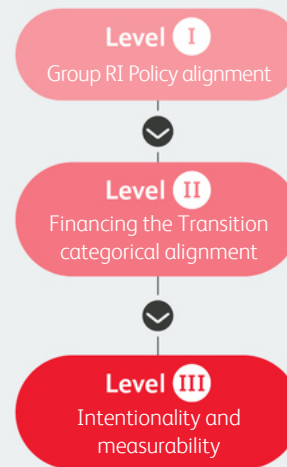 Level I
Group RI Policy alignment
Level II
Financing the Transition
categorical alignment
Level III
Intentionality and
measurability